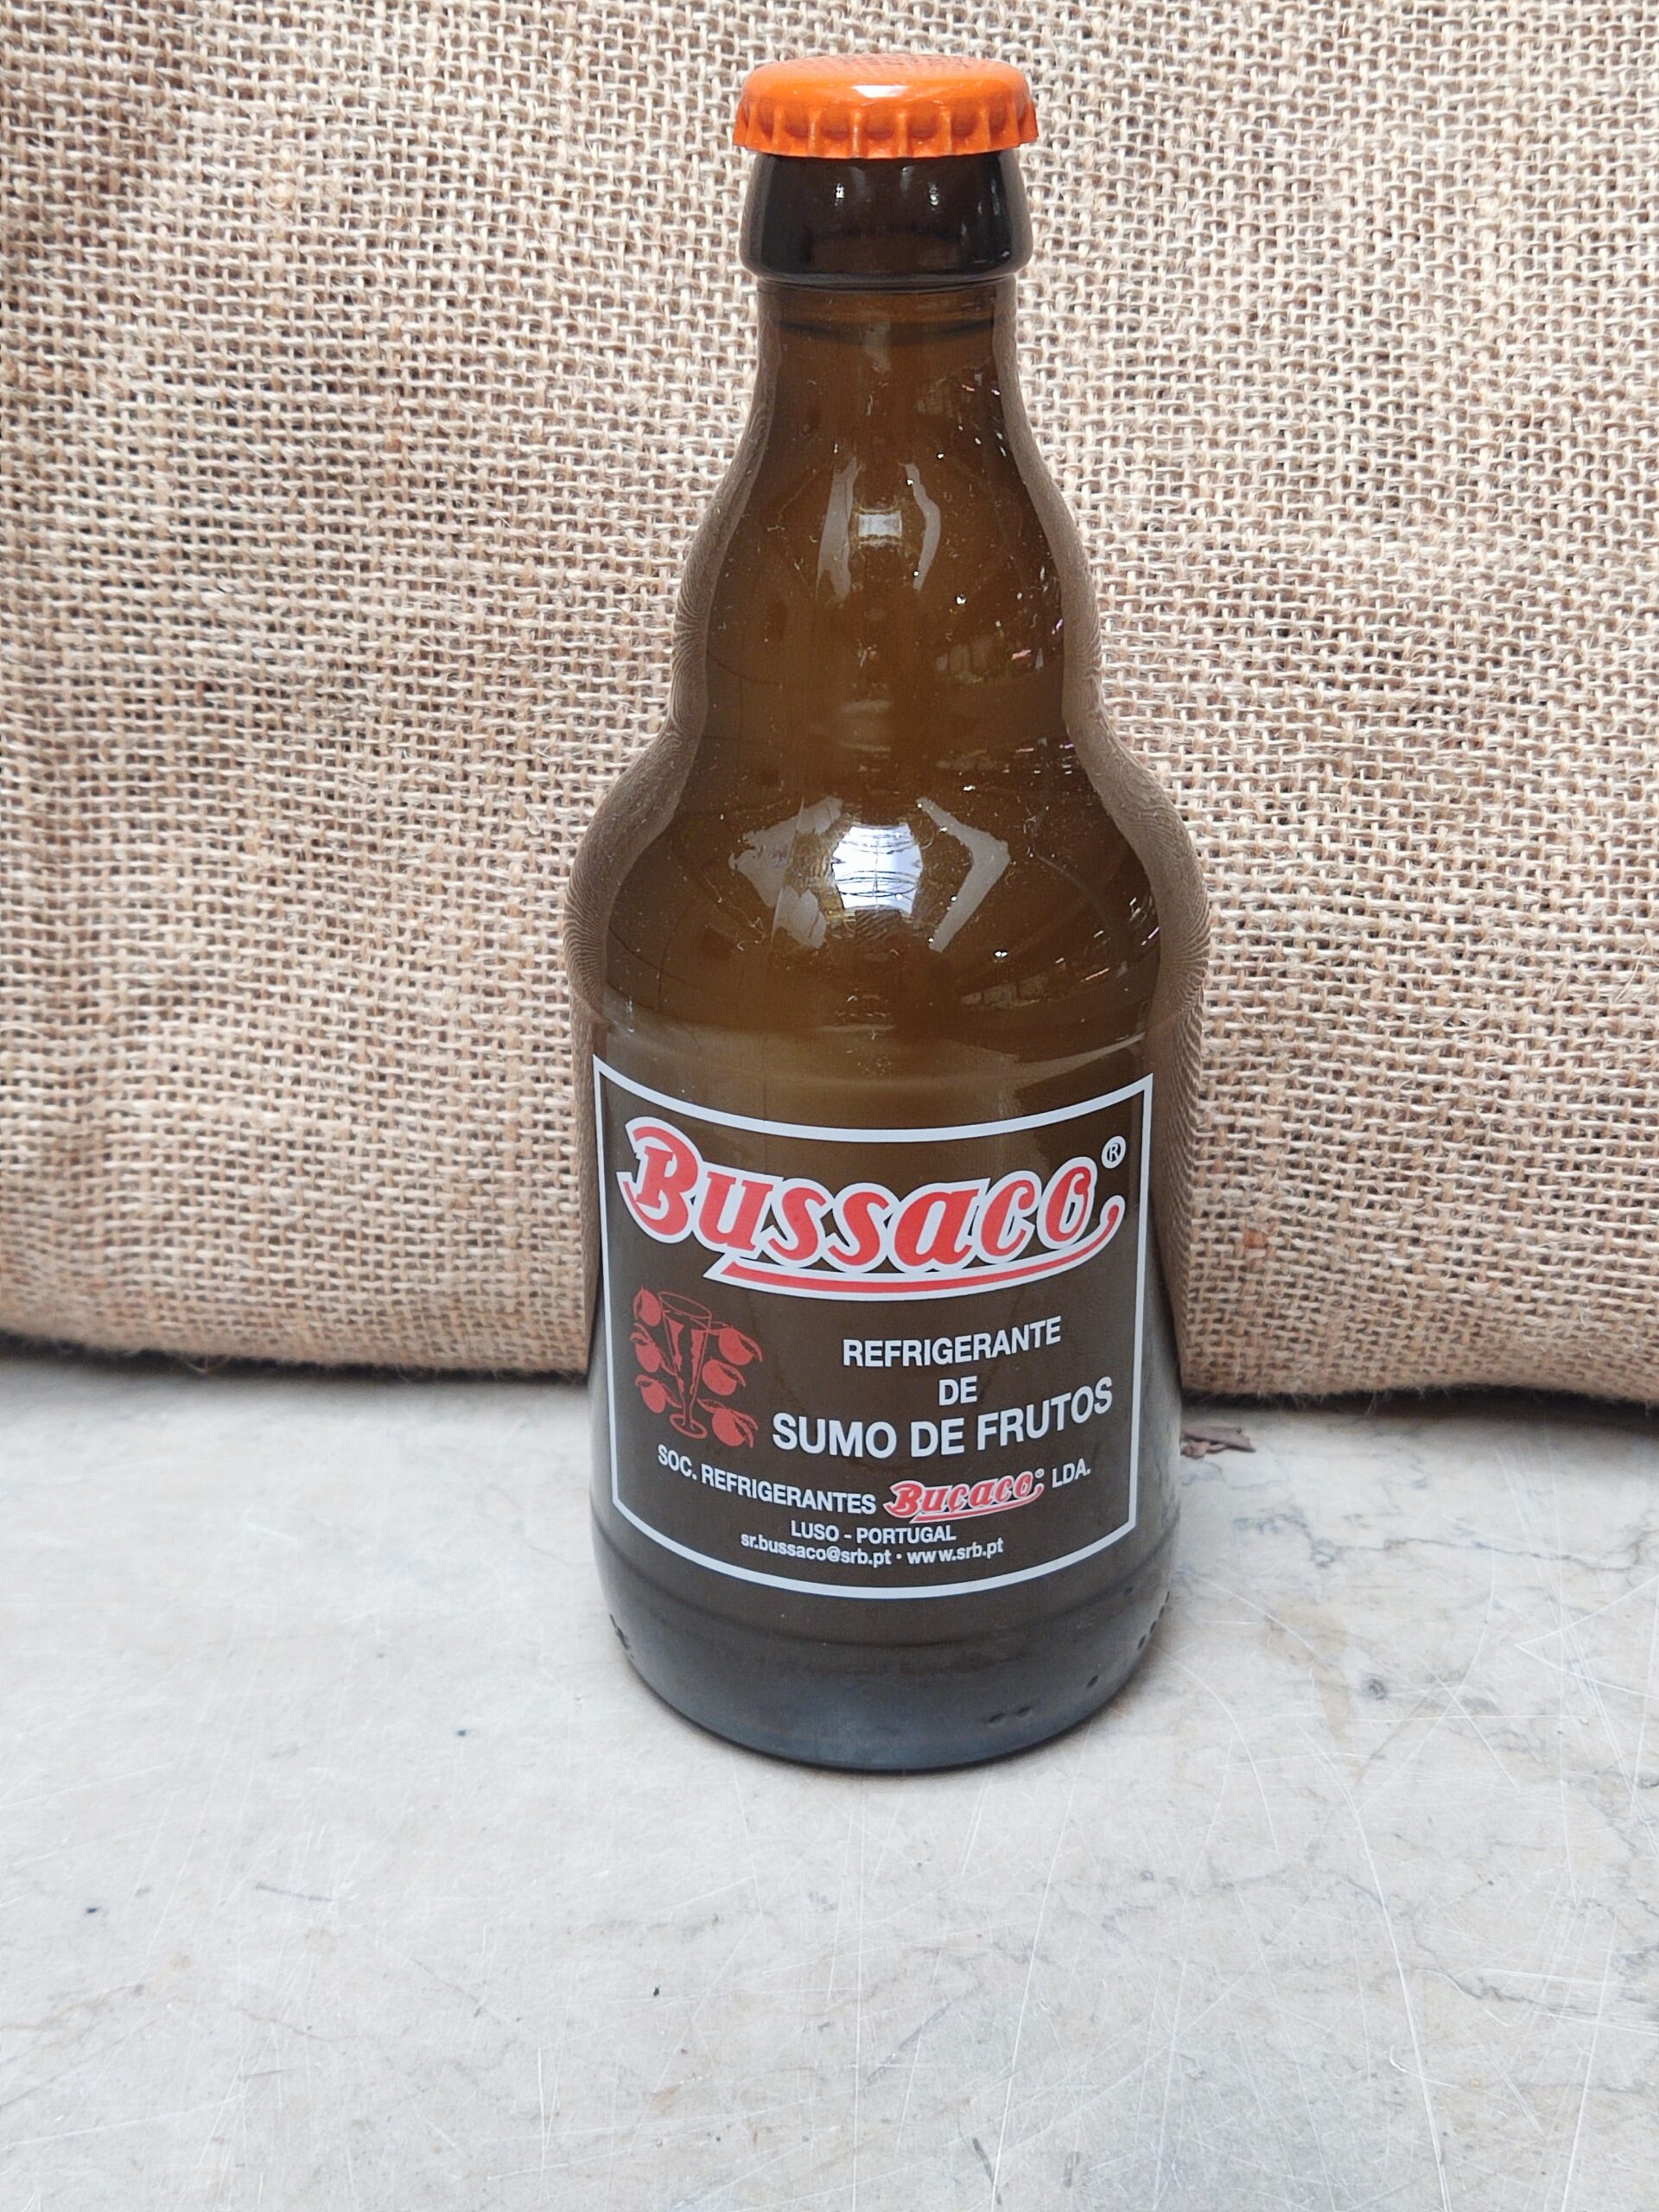 Bussaco®
REFRIGERANTE
DE
SUMO DE FRUTOS
SOC. REFRIGERANTES Buçaco® LDA.
LUSO - PORTUGAL
sr.bussaco@srb.pt • www.srb.pt